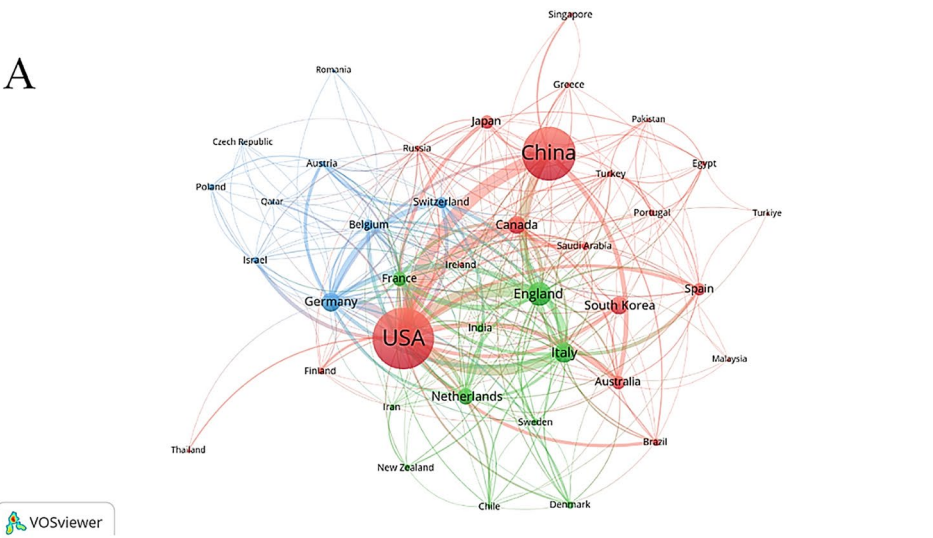 A
Singapore
Romania
Greece
Japan
Pakistan
Czech Republic
Russia
China
Austria
Egypt
Turkey
Poland
Qatar
Switzerland
Portugal
Turkiye
Belgium
Canada
Saudi Arabia
Israel
Ireland
France
Germany
England
Spain
South Korea
USA
India
Italy
Malaysia
Finland
Australia
Netherlands
Iran
Sweden
Thailand
Brazil
New Zealand
Chile
Denmark
VOSviewer